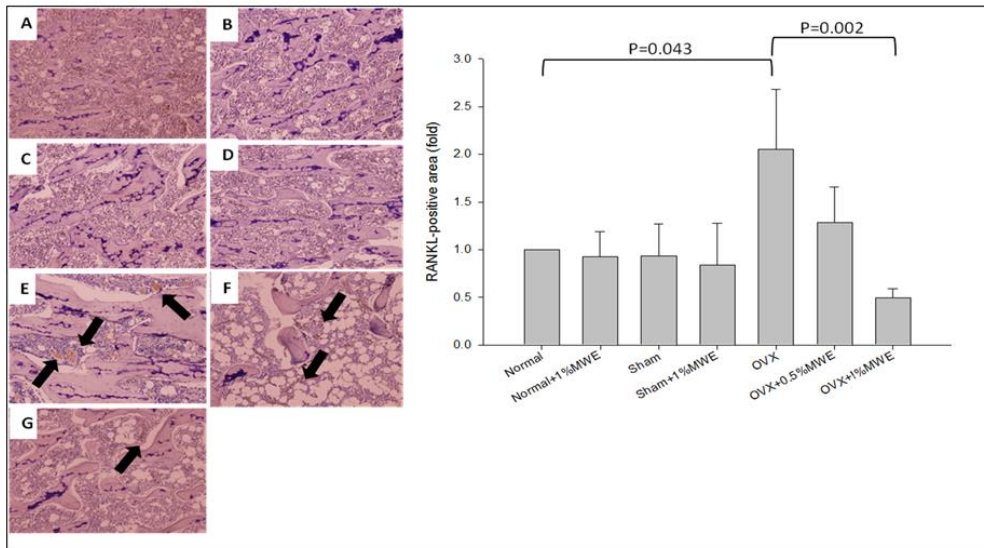 A
B
C
D
E
F
G
P=0.002
P=0.043
RANKL-positive area (fold)
3.0
2.5
2.0
1.5
1.0
0.5
0.0
Normal
Normal+1%MWE
Sham
Sham+1%MWE
OVX
OVX+0.5%MWE
OVX+!%MWE